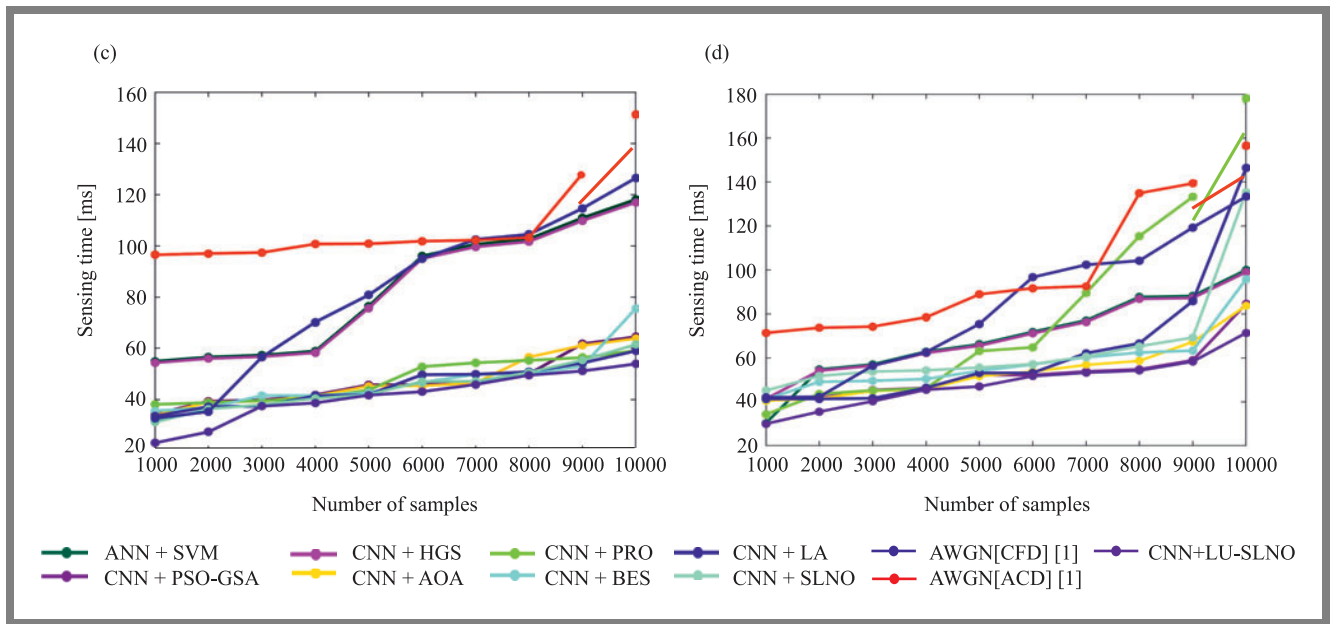 (c)
160
140
120
100
80
60
40
20
Sensing time [ms]
1000 2000 3000 4000 5000 6000 7000 8000 9000 10000
Number of samples
(d)
180
160
140
120
100
80
60
40
20
Sensing time [ms]
1000 2000 3000 4000 5000 6000 7000 8000 9000 10000
Number of samples
ANN + SVM
CNN + HGS
CNN + PRO
CNN + LA
AWGN[CFD] [1]
CNN+LU-SLNO
CNN + PSO-GSA
CNN + AOA
CNN + BES
CNN + SLNO
AWGN[ACD] [1]